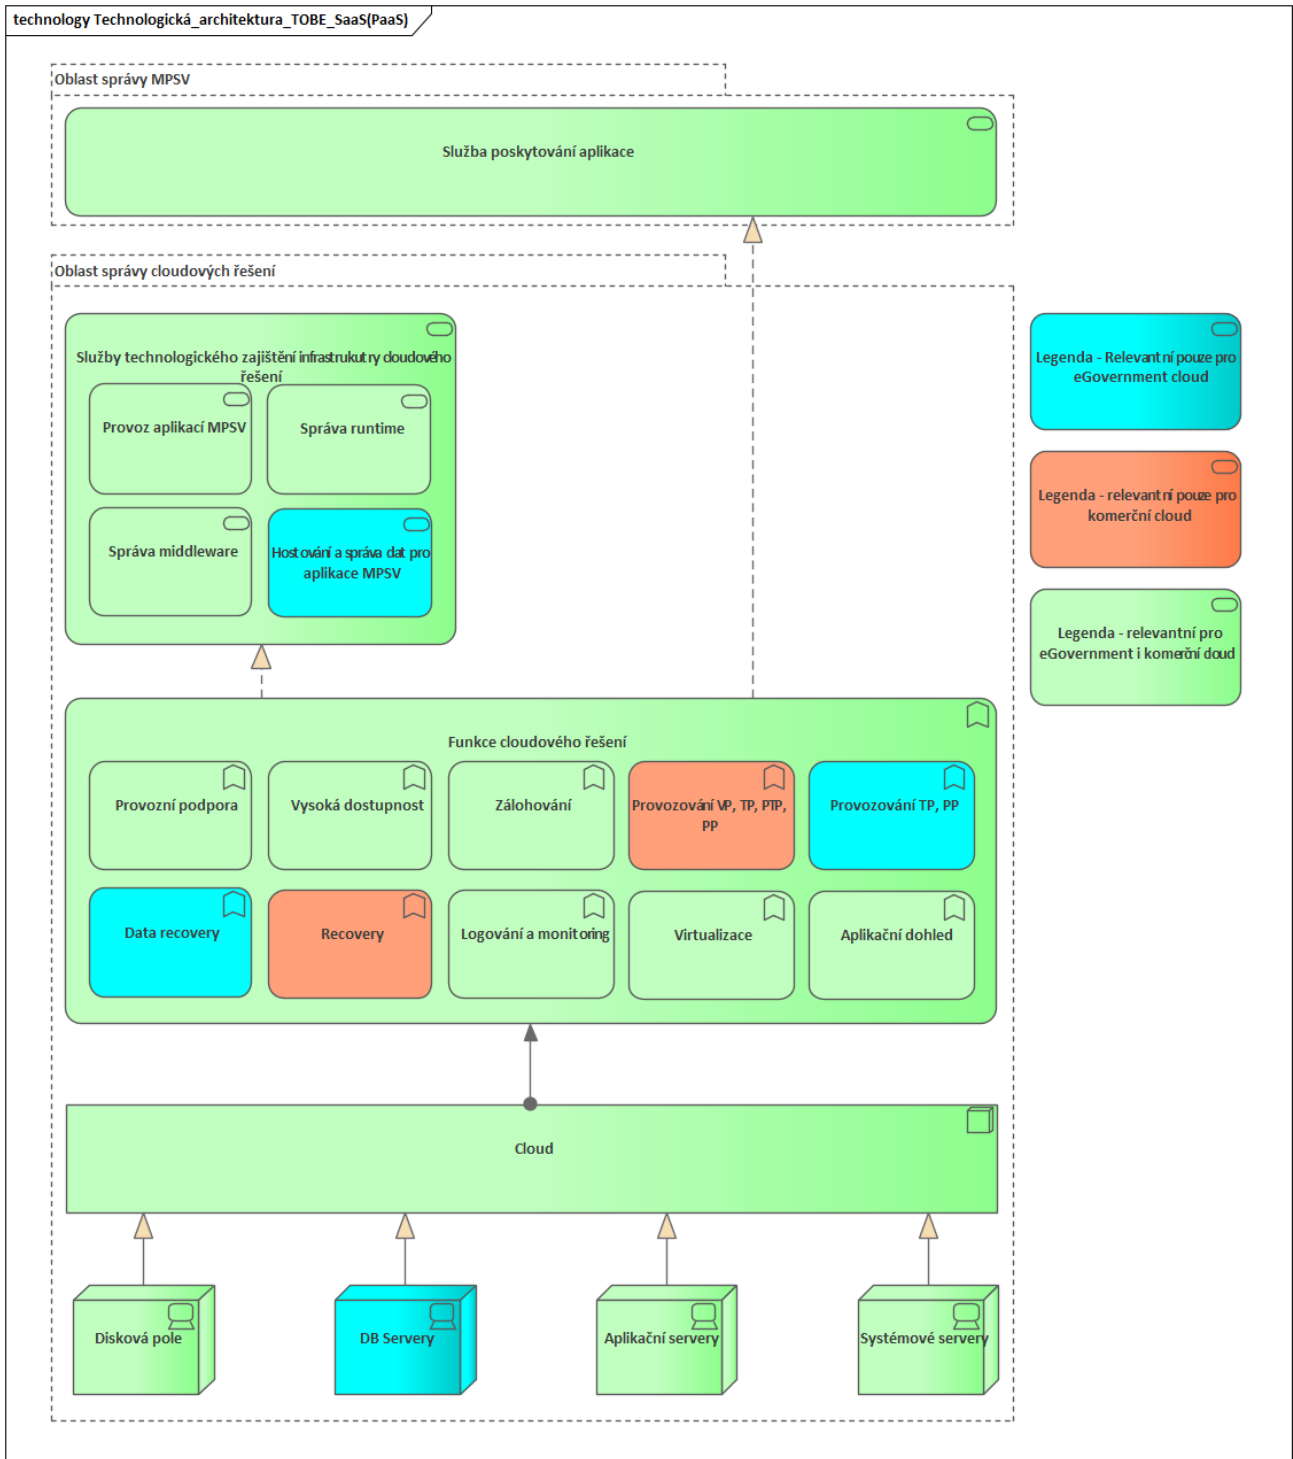 technology Technologická_architektura_TOBE_SaaS(PaaS)
Oblast správy MPSV
Služba poskytování aplikace
Oblast správy cloudových řešení
Služby technologického zajištění infrastrukutry cloudového
řešení
Provoz aplikací MPSV
Správa runtime
Správa middleware
Hostování a správa dat pro
aplikace MPSV
Legenda - Relevantní pouze pro
eGovernment cloud
Legenda - relevantní pouze pro
komerční cloud
Legenda - relevantní pro
eGovernment i komerční cloud
Funkce cloudového řešení
Provozní podpora
Vysoká dostupnost
Zálohování
Provozování VP, TP, PTP,
PP
Provozování TP, PP
Data recovery
Recovery
Logování a monitoring
Virtualizace
Aplikační dohled
Cloud
Disková pole
DB Servery
Aplikační servery
Systémové servery